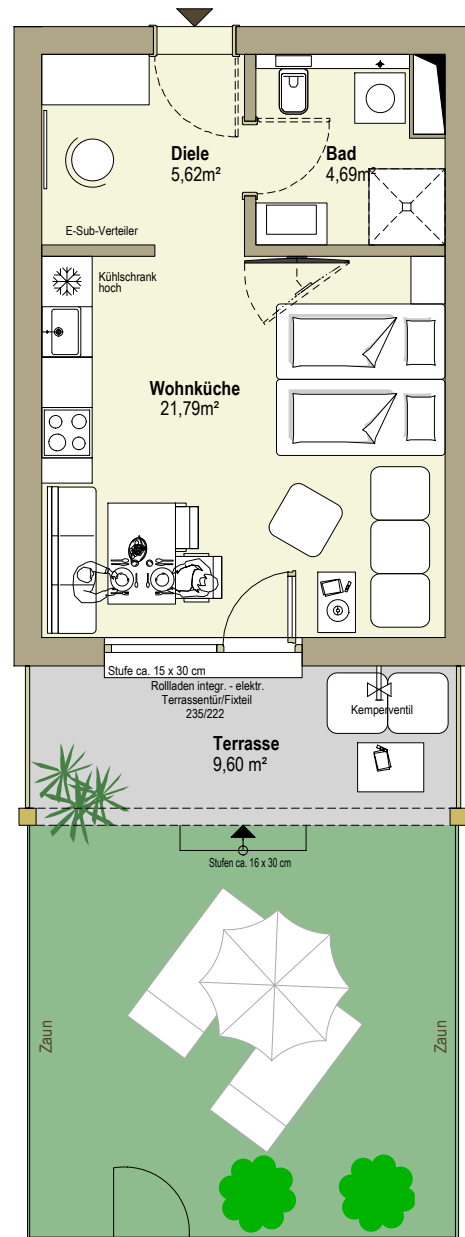 Diele
5,62m²
Bad
4,69m²
E-Sub-Verteiler
Kühlschrank
hoch
Wohnküche
21,79m²
Stufe ca. 15 x 30 cm
Rollladen integr. - elektr.
Terrassentür/Fixteil
235/222
Kemperventil
Terrasse
9,60 m²
Stufen ca. 16 x 30 cm
Zaun
Zaun